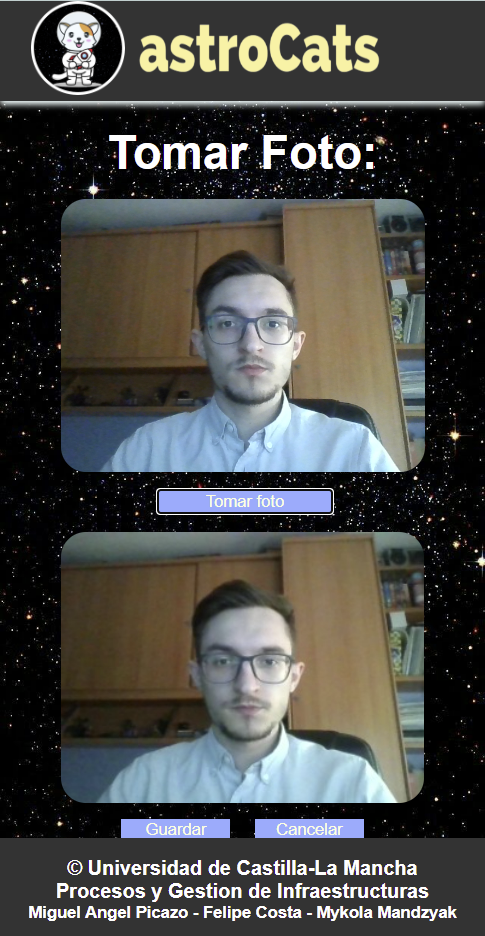 astroCats
Tomar Foto:
Tomar foto
Guardar Cancelar
© Universidad de Castilla-La Mancha
Procesos y Gestion de Infraestructuras
Miguel Angel Picazo - Felipe Costa - Mykola Mandzyak